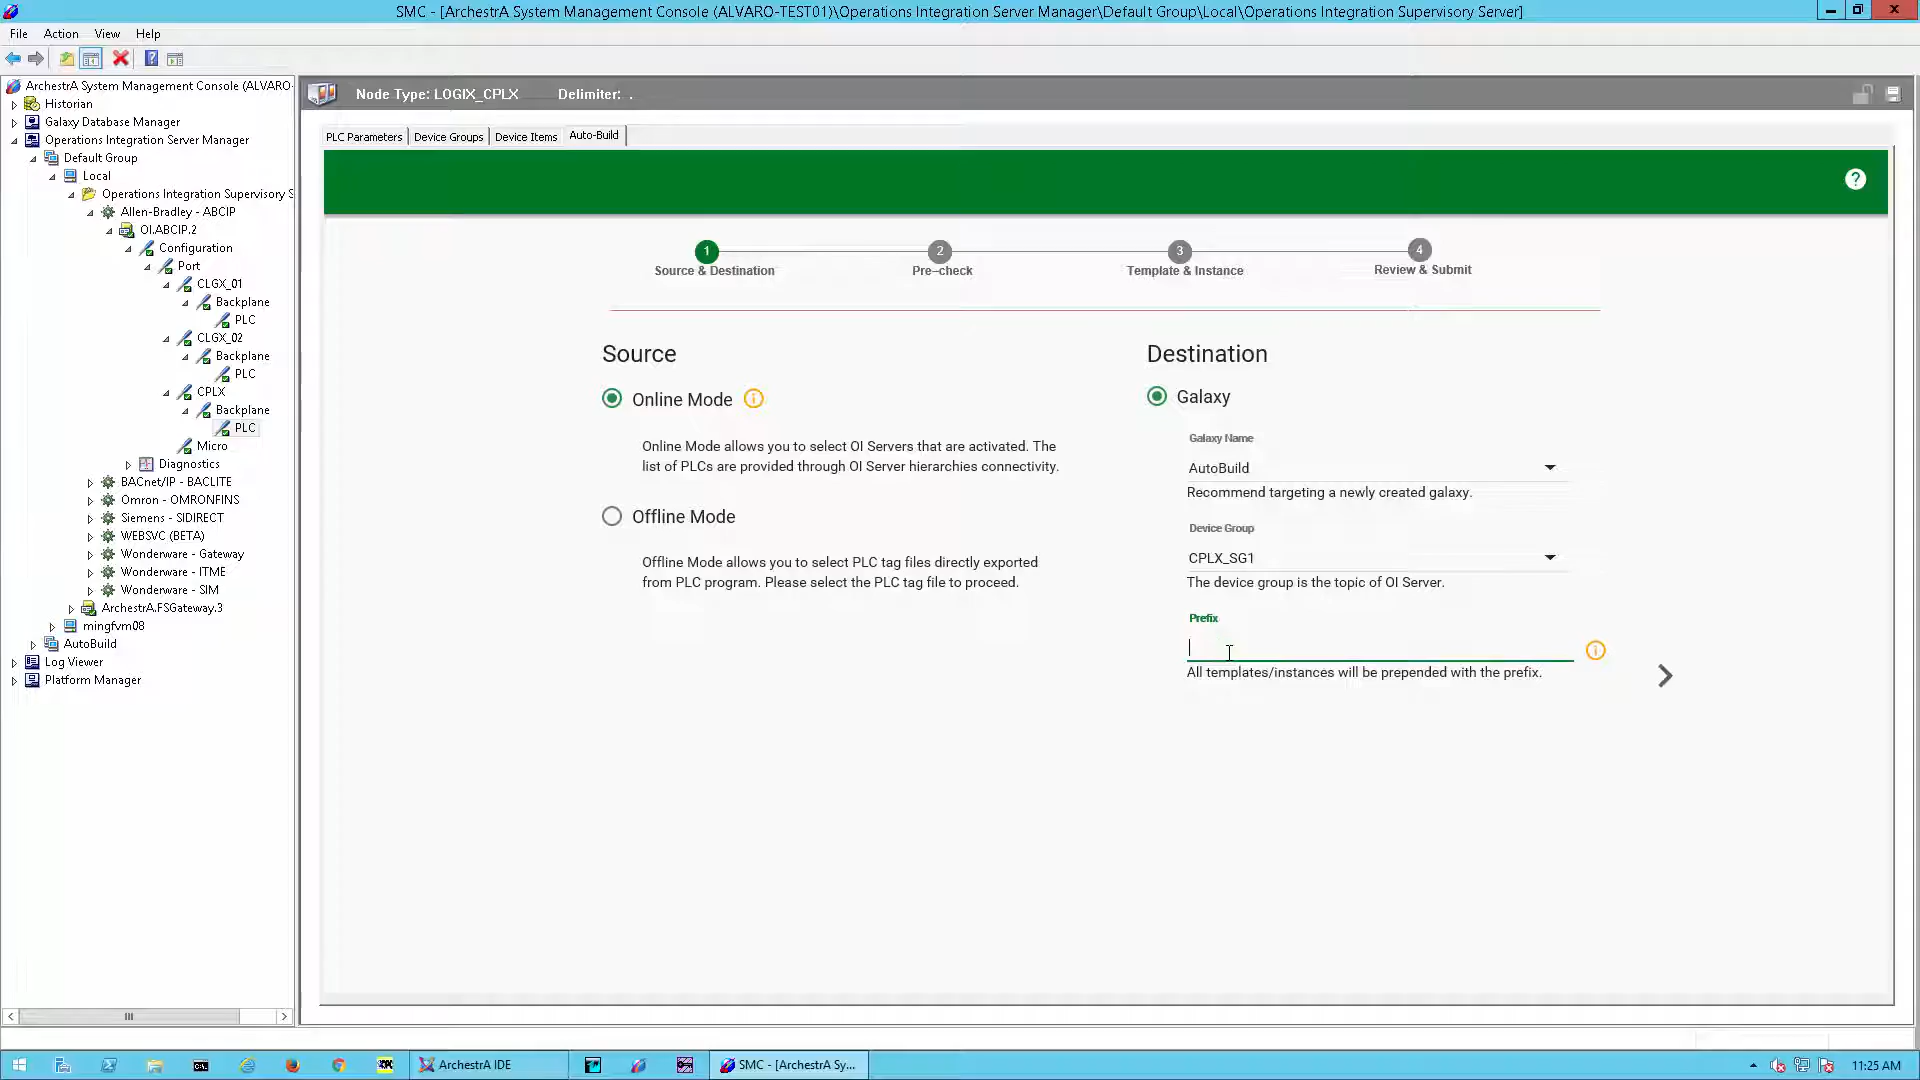 SMC - [ArchestrA System Management Console (ALVARO-TEST01)\Operations Integration Server Manager\Default Group\Local\Operations Integration Supervisory Server]
File Action View Help
ArchestrA System Management Console (ALVARO-
Historian
Galaxy Database Manager
Operations Integration Server Manager
Default Group
Local
Operations Integration Supervisory S
Allen-Bradley - ABCIP
OI.ABCIP.2
Configuration
Port
CLGX_01
Backplane
PLC
CLGX_02
Backplane
PLC
CPLX
Backplane
PLC
Micro
Diagnostics
BACnet/IP - BACLITE
Omron - OMRONFINS
Siemens - SIDIRECT
WEBSVC (BETA)
Wonderware - Gateway
Wonderware - ITME
Wonderware - SIM
ArchestrA.FSGateway.3
mingfvm08
AutoBuild
Log Viewer
Platform Manager
Node Type: LOGIX_CPLX Delimiter: .
PLC Parameters Device Groups Device Items Auto-Build
?
1 2 3 4
Source & Destination Pre-check Template & Instance Review & Submit
Source
Online Mode
Online Mode allows you to select OI Servers that are activated. The
list of PLCs are provided through OI Server hierarchies connectivity.
Offline Mode
Offline Mode allows you to select PLC tag files directly exported
from PLC program. Please select the PLC tag file to proceed.
Destination
Galaxy
Galaxy Name
AutoBuild
Recommend targeting a newly created galaxy.
Device Group
CPLX_SG1
The device group is the topic of OI Server.
Prefix
All templates/instances will be prepended with the prefix.
ArchestrA IDE
SMC - [ArchestrA Sy...
11:25 AM